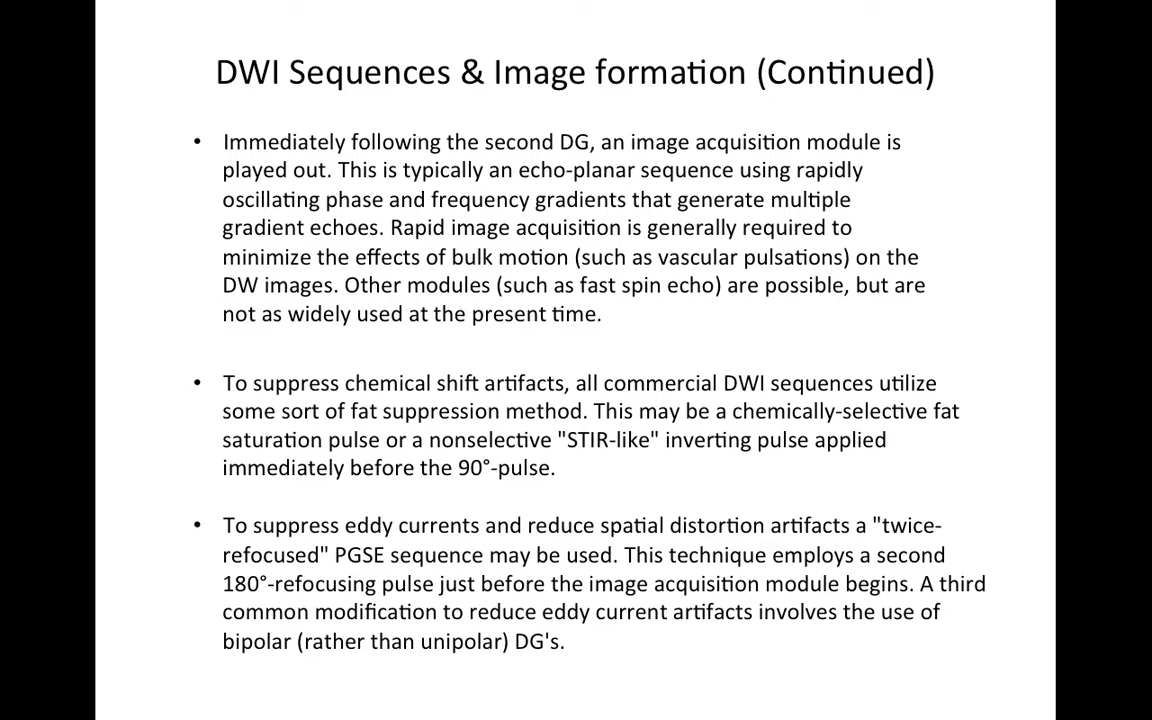 DWI Sequences & Image formation (Continued)
• Immediately following the second DG, an image acquisition module is
played out. This is typically an echo-planar sequence using rapidly
oscillating phase and frequency gradients that generate multiple
gradient echoes. Rapid image acquisition is generally required to
minimize the effects of bulk motion (such as vascular pulsations) on the
DW images. Other modules (such as fast spin echo) are possible, but are
not as widely used at the present time.
• To suppress chemical shift artifacts, all commercial DWI sequences utilize
some sort of fat suppression method. This may be a chemically-selective fat
saturation pulse or a nonselective "STIR-like" inverting pulse applied
immediately before the 90°-pulse.
• To suppress eddy currents and reduce spatial distortion artifacts a "twice-
refocused" PGSE sequence may be used. This technique employs a second
180°-refocusing pulse just before the image acquisition module begins. A third
common modification to reduce eddy current artifacts involves the use of
bipolar (rather than unipolar) DG's.